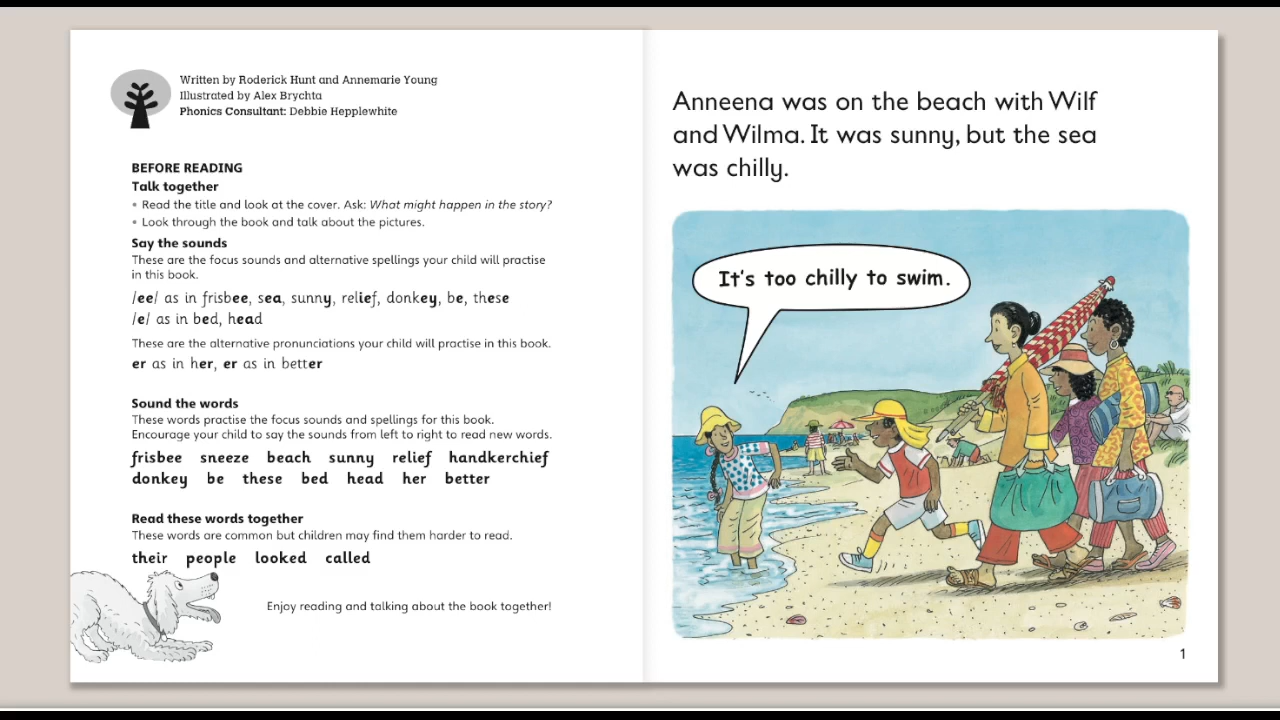 Written by Roderick Hunt and Annemarie Young
Illustrated by Alex Brychta
Phonics Consultant: Debbie Hepplewhite
BEFORE READING
Talk together
• Read the title and look at the cover. Ask: What might happen in the story?
• Look through the book and talk about the pictures.
Say the sounds
These are the focus sounds and alternative spellings your child will practise
in this book.
/ee/ as in frisbee, sea, sunny, relief, donkey, be, these
/e/ as in bed, head
These are the alternative pronunciations your child will practise in this book.
er as in her, er as in better
Sound the words
These words practise the focus sounds and spellings for this book.
Encourage your child to say the sounds from left to right to read new words.
frisbee sneeze beach sunny relief handkerchief
donkey be these bed head her better
Read these words together
These words are common but children may find them harder to read.
their people looked called
Enjoy reading and talking about the book together!
Anneena was on the beach with Wilf
and Wilma. It was sunny, but the sea
was chilly.
It's too chilly to swim.
1